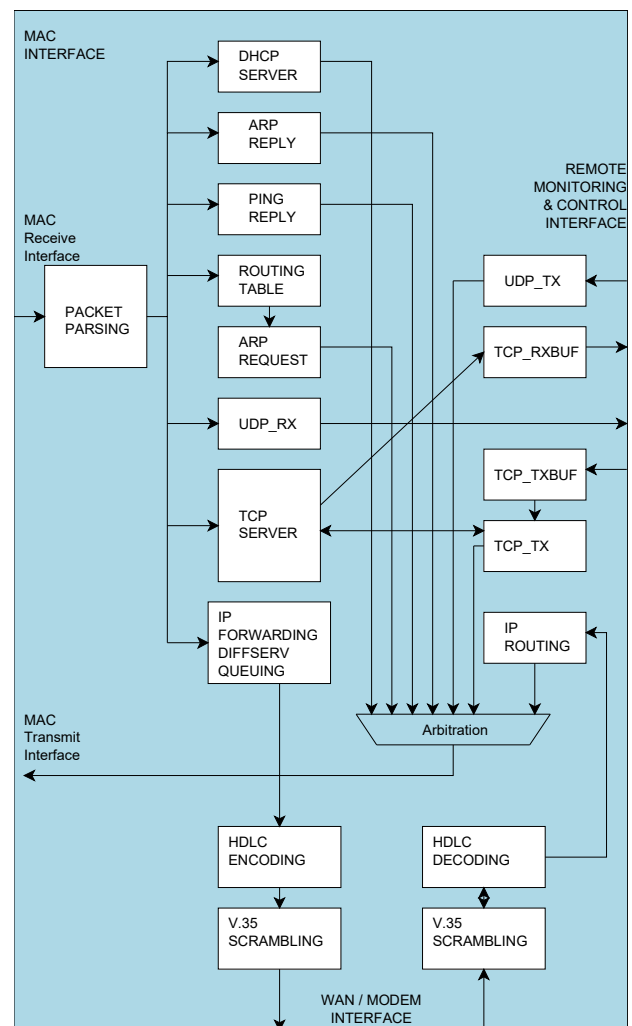 MAC
INTERFACE
DHCP
SERVER
ARP
REPLY
PING
REPLY
REMOTE
MONITORING
& CONTROL
INTERFACE
MAC
Receive
Interface
PACKET
PARSING
ROUTING
TABLE
ARP
REQUEST
UDP_TX
TCP_RXBUF
UDP_RX
TCP_TXBUF
TCP
SERVER
TCP_TX
IP
FORWARDING
DIFFSERV
QUEUING
IP
ROUTING
MAC
Transmit
Interface
Arbitration
HDLC
ENCODING
HDLC
DECODING
V.35
SCRAMBLING
V.35
SCRAMBLING
WAN / MODEM
INTERFACE